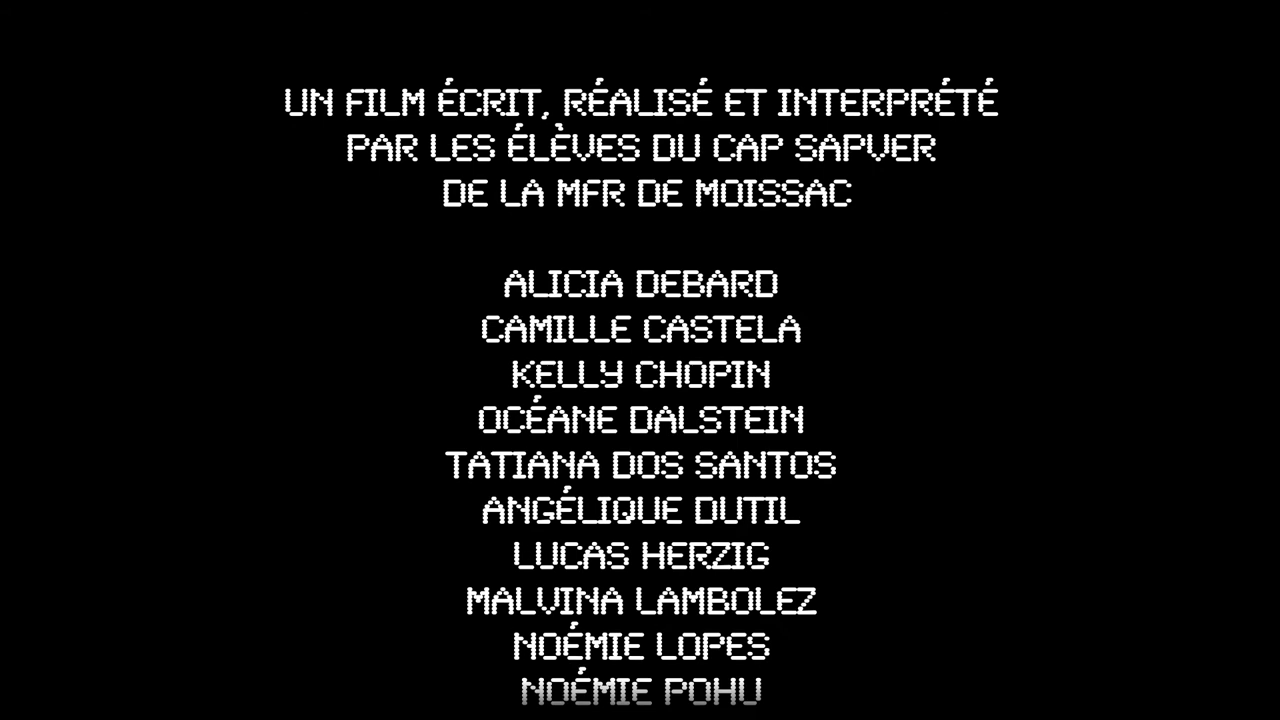 UN FILM ÉCRIT, RÉALISÉ ET INTERPRÉTÉ
PAR LES ÉLÈVES DU CAP SAPVER
DE LA MFR DE MOISSAC
ALICIA DEBARD
CAMILLE CASTELA
KELLY CHOPIN
OCÉANE DALSTEIN
TATIANA DOS SANTOS
ANGÉLIQUE DUTIL
LUCAS HERZIG
MALVINA LAMBOLEZ
NOÉMIE LOPES
NOÉMIE POHU